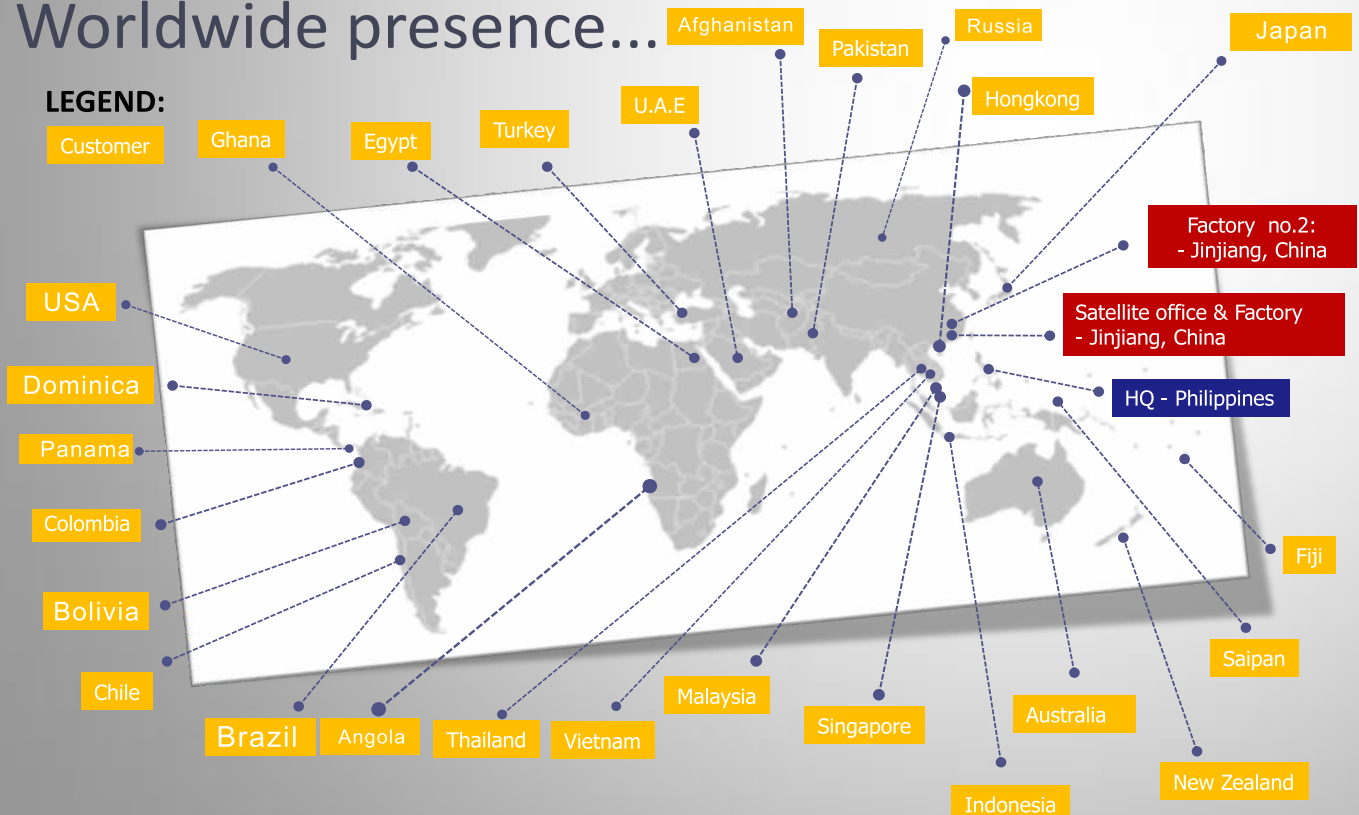 Worldwide presence...
Afghanistan
Russia
Japan
Pakistan
LEGEND:
U.A.E
Hongkong
Customer
Ghana
Egypt
Turkey
Factory no.2:
- Jinjiang, China
USA
Satellite office & Factory
- Jinjiang, China
Dominica
HQ - Philippines
Panama
Colombia
Fiji
Bolivia
Saipan
Chile
Malaysia
Singapore
Australia
Brazil
Angola
Thailand
Vietnam
New Zealand
Indonesia